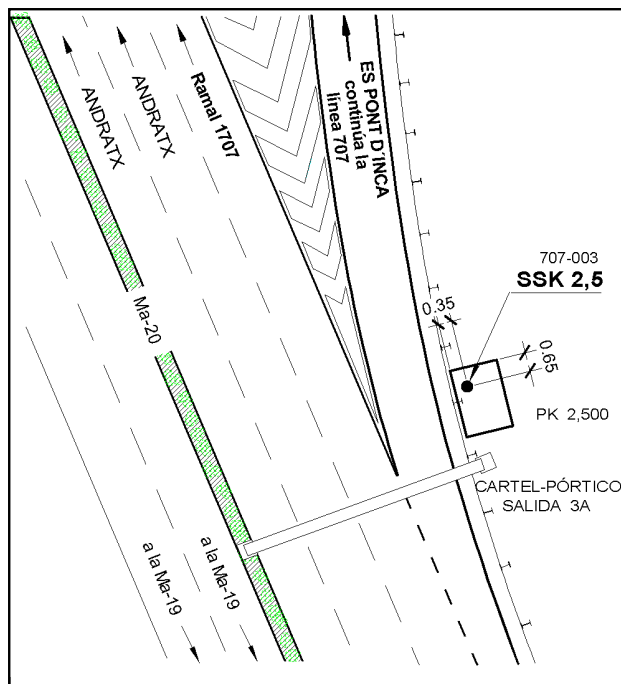 ANDRATX
ANDRATX
Ramal 1707
ES PONT D'INCA
continúa la
línea 707
707-003
SSK 2,5
0.35
0.65
Ma-20
PK 2,500
CARTEL-PÓRTICO
SALIDA 3A
a la Ma-19
a la Ma-19